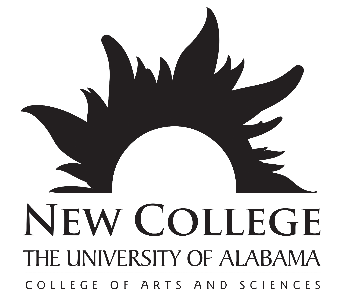 NEW COLLEGE
THE UNIVERSITY OF ALABAMA
COLLEGE OF ARTS AND SCIENCES